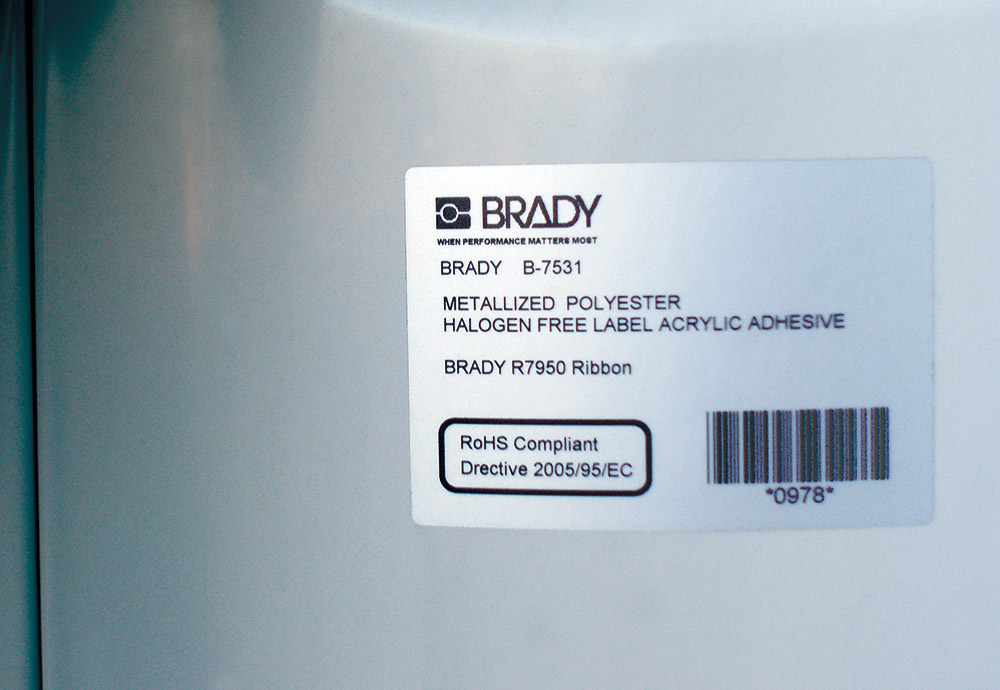 BRADY
WHEN PERFORMANCE MATTERS MOST
BRADY B-7531
METALLIZED POLYESTER
HALOGEN FREE LABEL ACRYLIC ADHESIVE
BRADY R7950 Ribbon
RoHS Compliant
Drective 2005/95/EC
*0978*